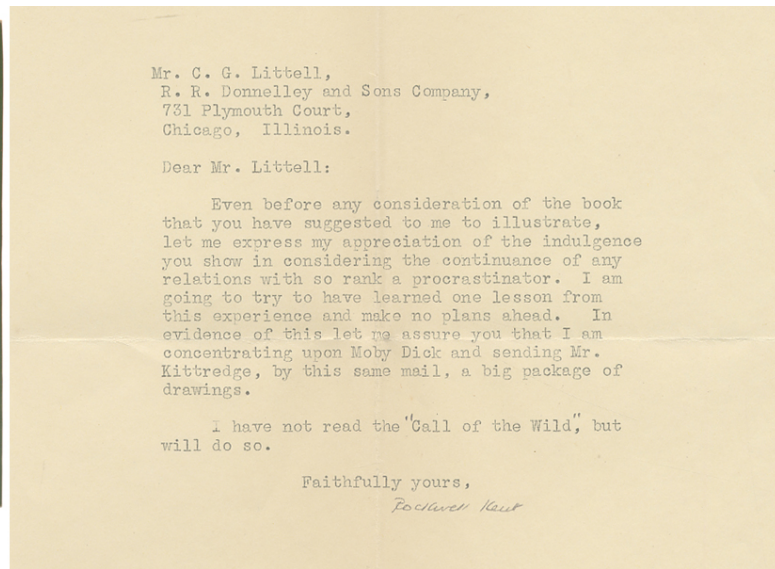 Mr. C. G. Littell,
R. R. Donnelley and Sons Company,
731 Plymouth Court,
Chicago, Illinois.
Dear Mr. Littell:
Even before any consideration of the book
that you have suggested to me to illustrate,
let me express my appreciation of the indulgence
you show in considering the continuance of any
relations with so rank a procrastinator. I am
going to try to have learned one lesson from
this experience and make no plans ahead. In
evidence of this let me assure you that I am
concentrating upon Moby Dick and sending Mr.
Kittredge, by this same mail, a big package of
drawings.
I have not read the "Call of the Wild", but
will do so.
Faithfully yours,
Rockwell Kent